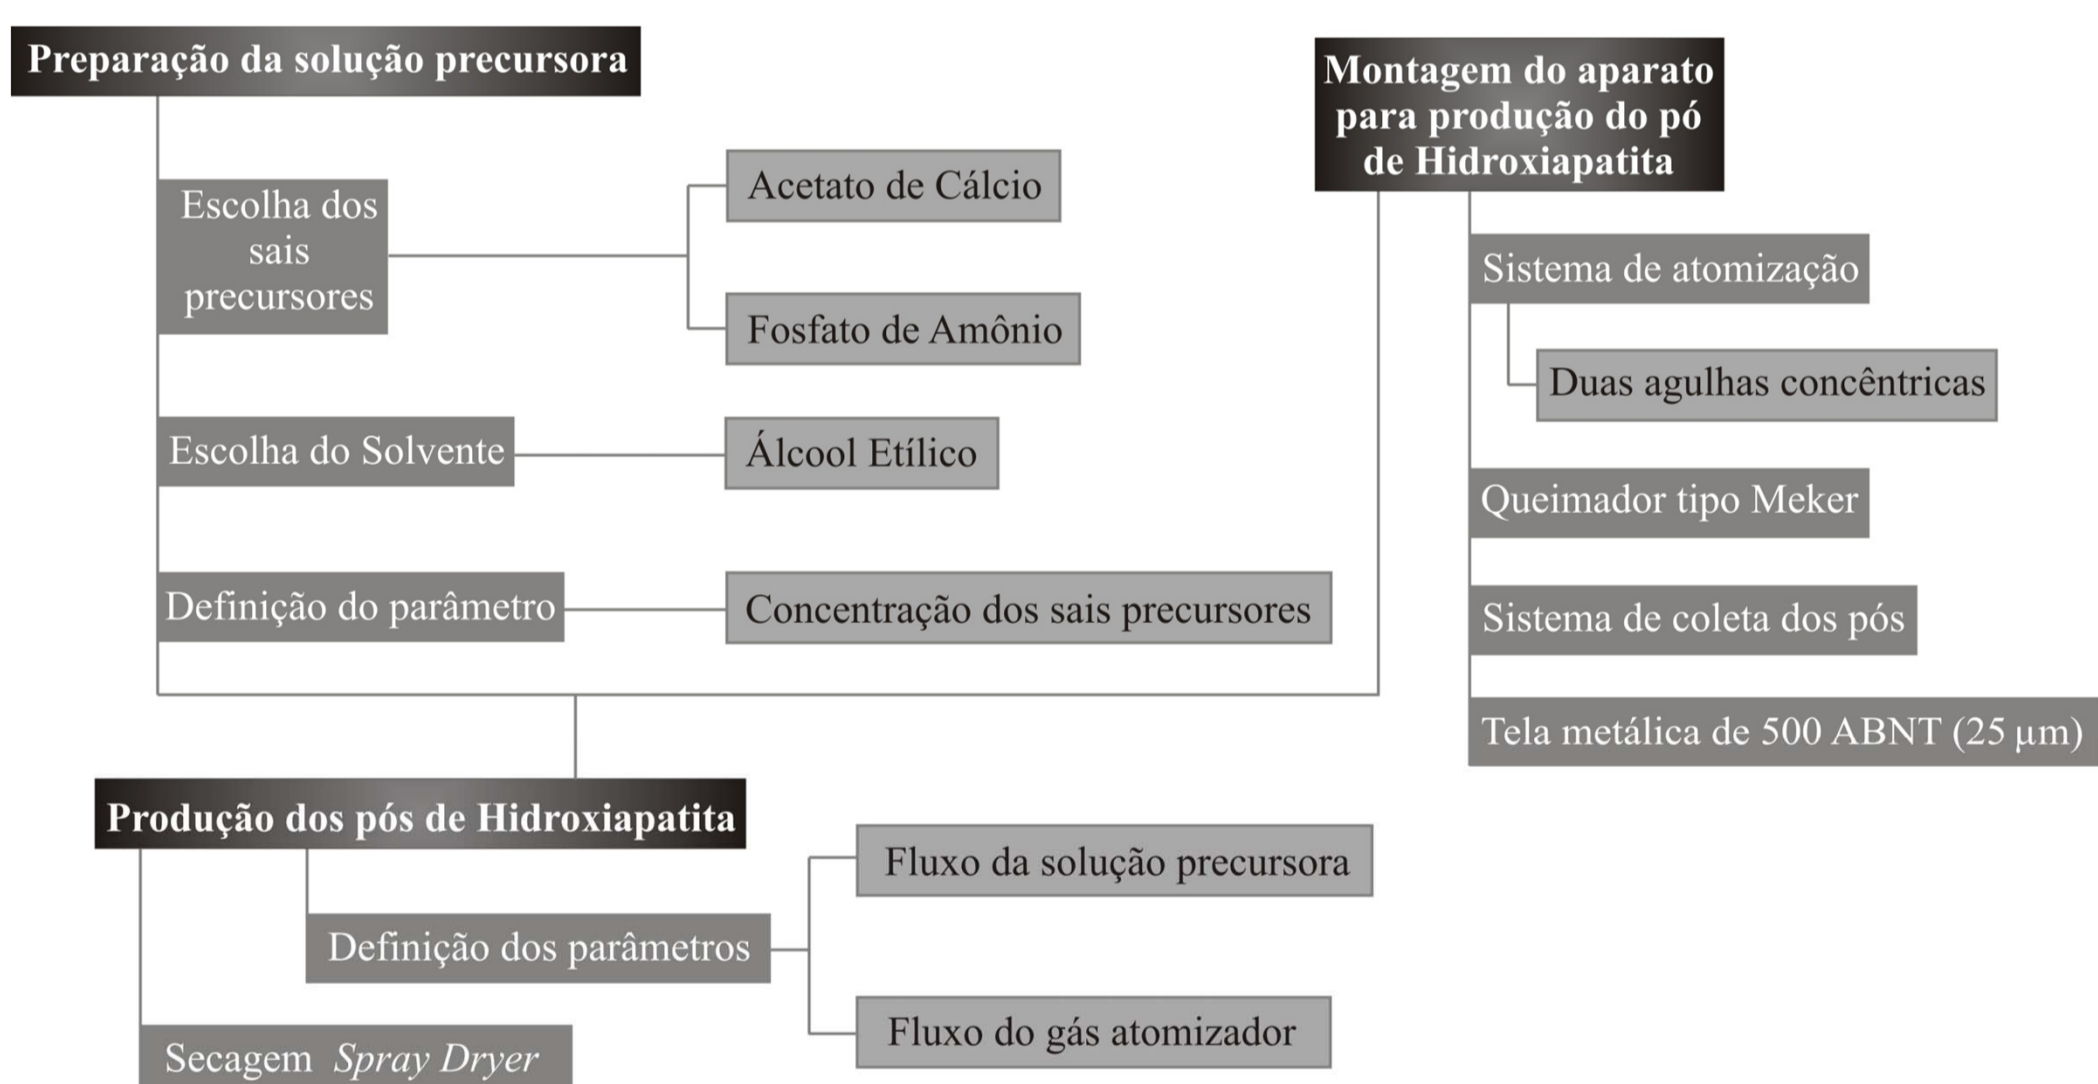 Preparação da solução precursora
Escolha dos
sais
precursores
Acetato de Cálcio
Fosfato de Amônio
Escolha do Solvente
Álcool Etílico
Definição do parâmetro
Concentração dos sais precursores
Montagem do aparato
para produção do pó
de Hidroxiapatita
Sistema de atomização
Duas agulhas concêntricas
Queimador tipo Meker
Sistema de coleta dos pós
Tela metálica de 500 ABNT (25 µm)
Produção dos pós de Hidroxiapatita
Definição dos parâmetros
Fluxo da solução precursora
Fluxo do gás atomizador
Secagem Spray Dryer